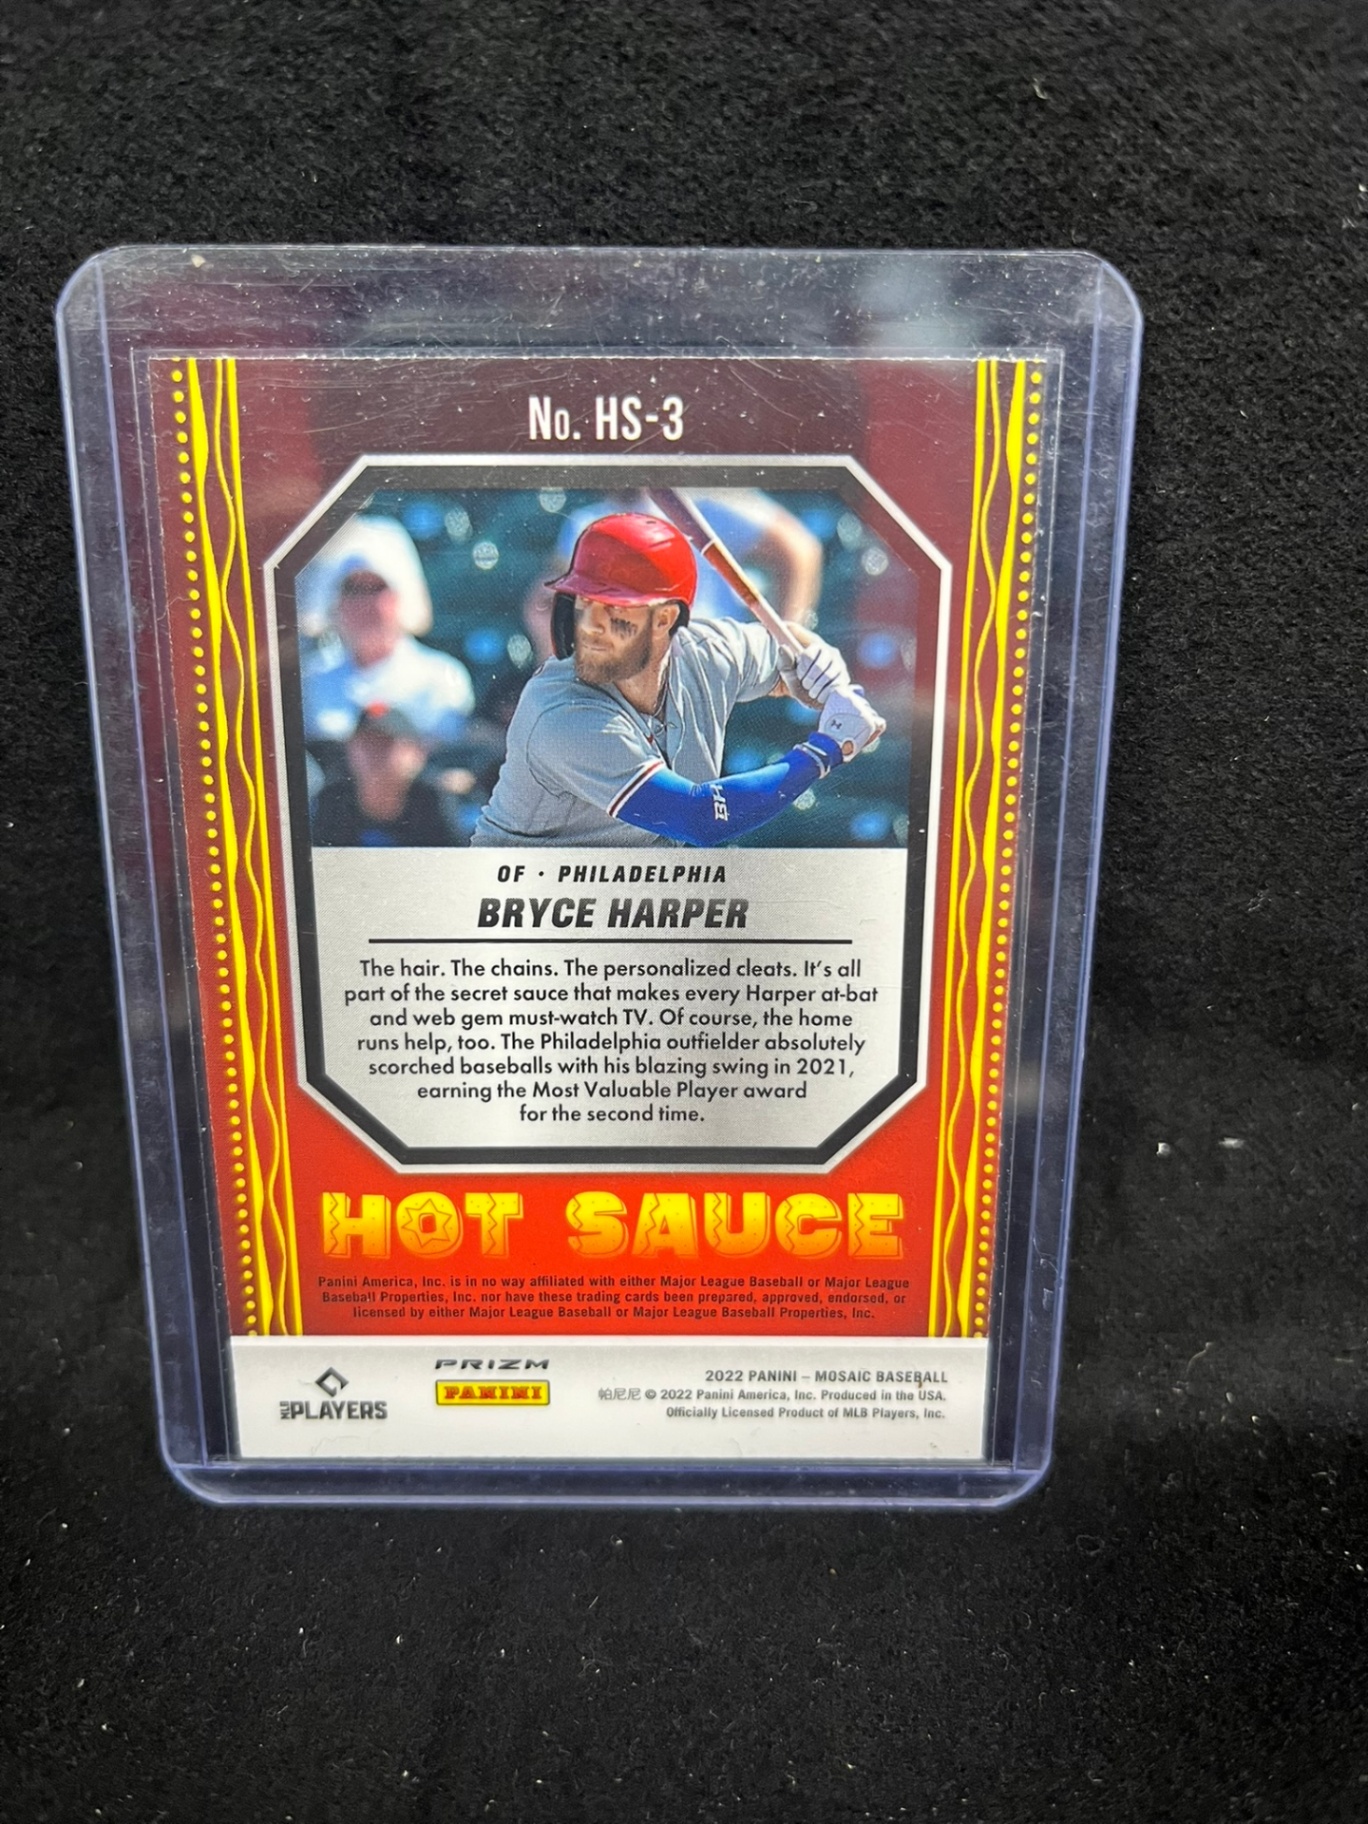 No. HS-3
BH
OF · PHILADELPHIA
BRYCE HARPER
The hair. The chains. The personalized cleats. It's all
part of the secret sauce that makes every Harper at-bat
and web gem must-watch TV. Of course, the home
runs help, too. The Philadelphia outfielder absolutely
scorched baseballs with his blazing swing in 2021,
earning the Most Valuable Player award
for the second time.
HOT SAUCE
Panini America, Inc. is in no way affiliated with either Major League Baseball or Major League
Baseball Properties, Inc. nor have these trading cards been prepared, approved, endorsed, or
licensed by either Major League Baseball or Major League Baseball Properties, Inc.
MLB PLAYERS
PRIZM
PANINI
2022 PANINI – MOSAIC BASEBALL
帕尼尼 © 2022 Panini America, Inc. Produced in the USA.
Officially Licensed Product of MLB Players, Inc.